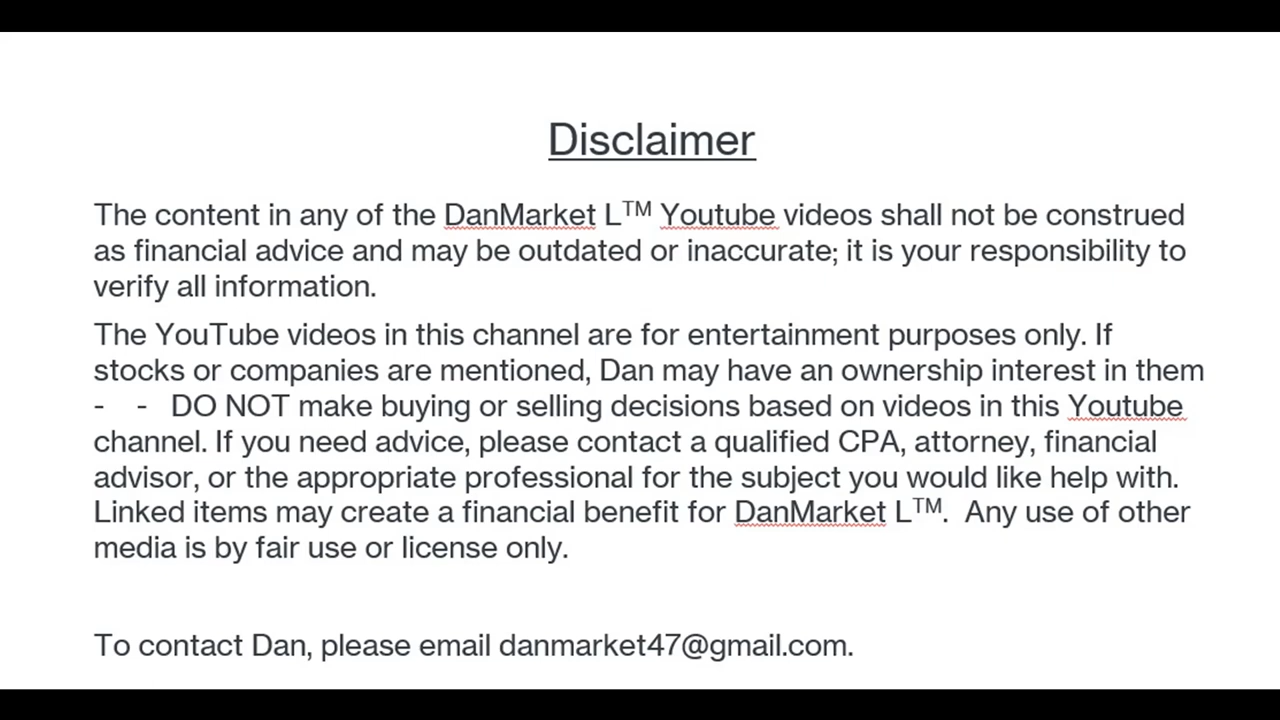 Disclaimer
The content in any of the DanMarket L™ Youtube videos shall not be construed
as financial advice and may be outdated or inaccurate; it is your responsibility to
verify all information.
The YouTube videos in this channel are for entertainment purposes only. If
stocks or companies are mentioned, Dan may have an ownership interest in them
- - DO NOT make buying or selling decisions based on videos in this Youtube
channel. If you need advice, please contact a qualified CPA, attorney, financial
advisor, or the appropriate professional for the subject you would like help with.
Linked items may create a financial benefit for DanMarket L™. Any use of other
media is by fair use or license only.
To contact Dan, please email danmarket47@gmail.com.